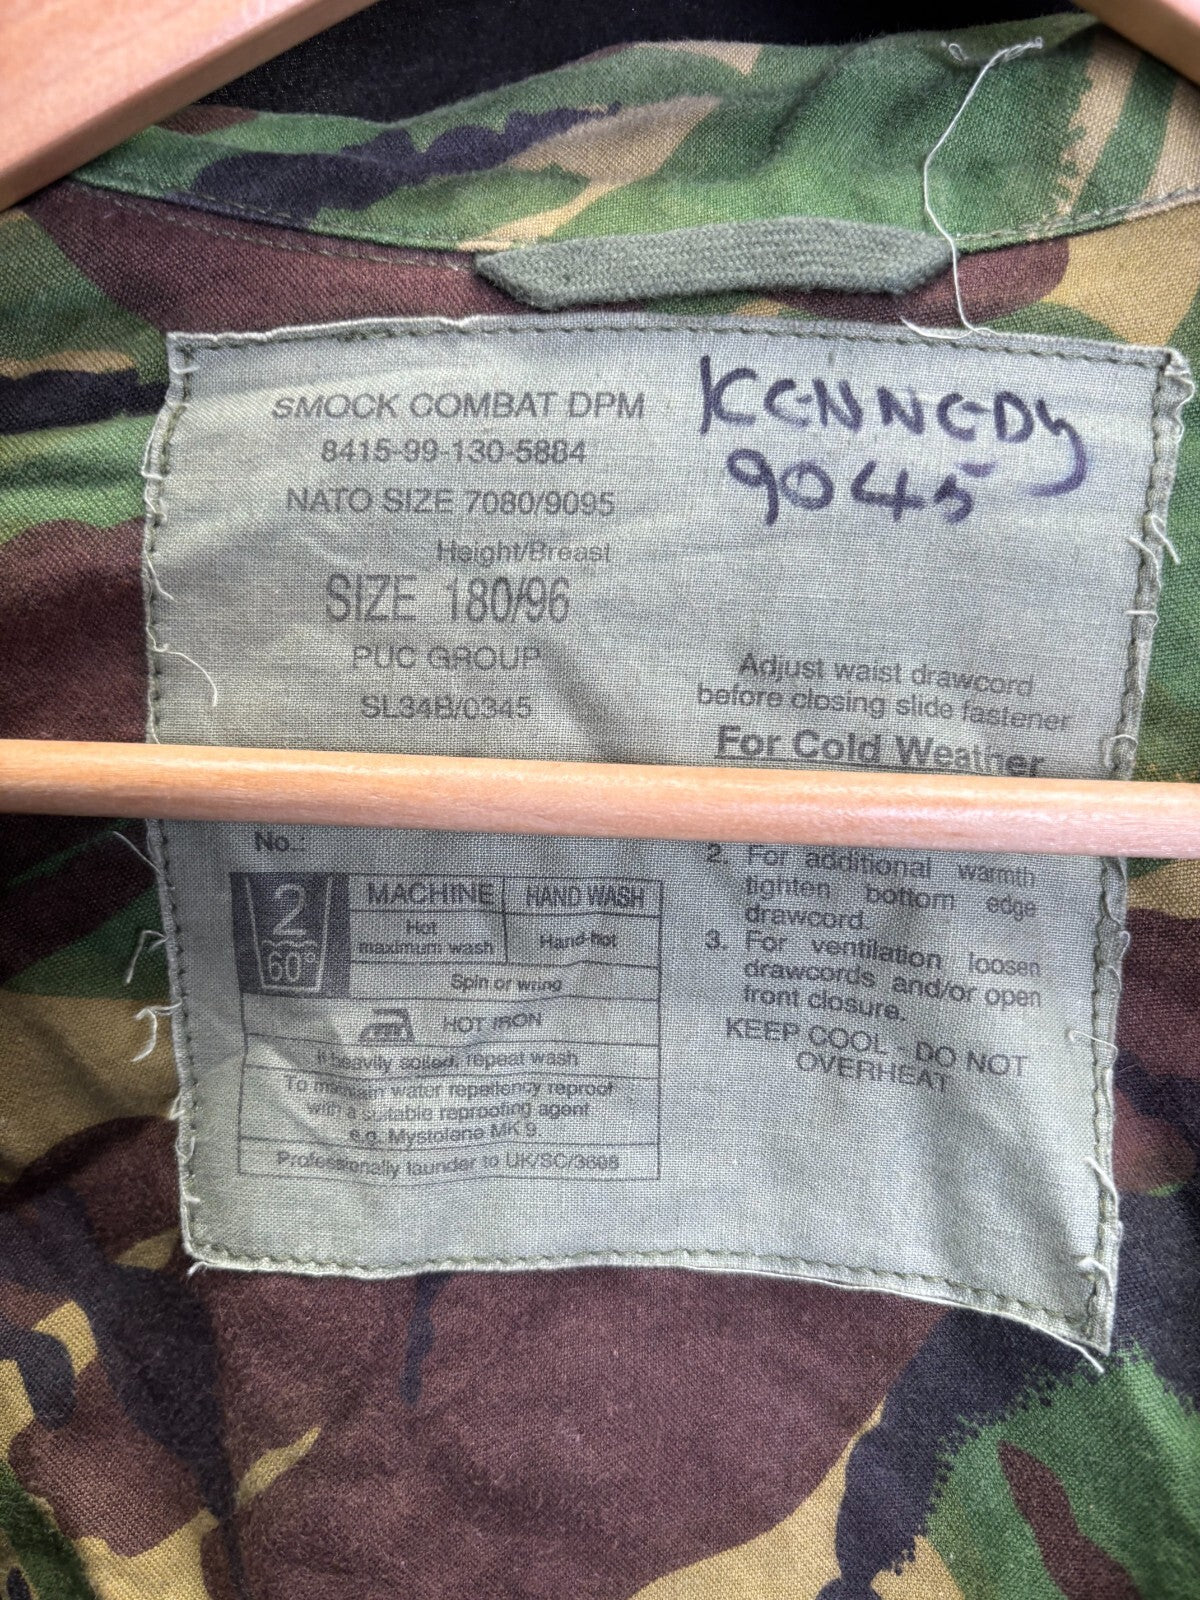 SMOCK COMBAT DPM
8415-99-130-5884
NATO SIZE 7080/9095
Height/Breast
SIZE 180/96
PUC GROUP
SL34B/0345
No.:
2
60°
MACHINE
HAND WASH
Hot
maximum wash
Hand-hot
Spin or wring
HOT IRON
If heavily soiled, repeat wash
To maintain water repellency reproof
with a suitable reproofing agent
e.g. Mystolene MK 9.
Professionally launder to UK/SC/3608
KENNEDY
9045
Adjust waist drawcord
before closing slide fastener
For Cold Weather
2. For additional warmth
tighten bottom edge
drawcord.
3. For ventilation loosen
drawcords and/or open
front closure.
KEEP COOL - DO NOT
OVERHEAT